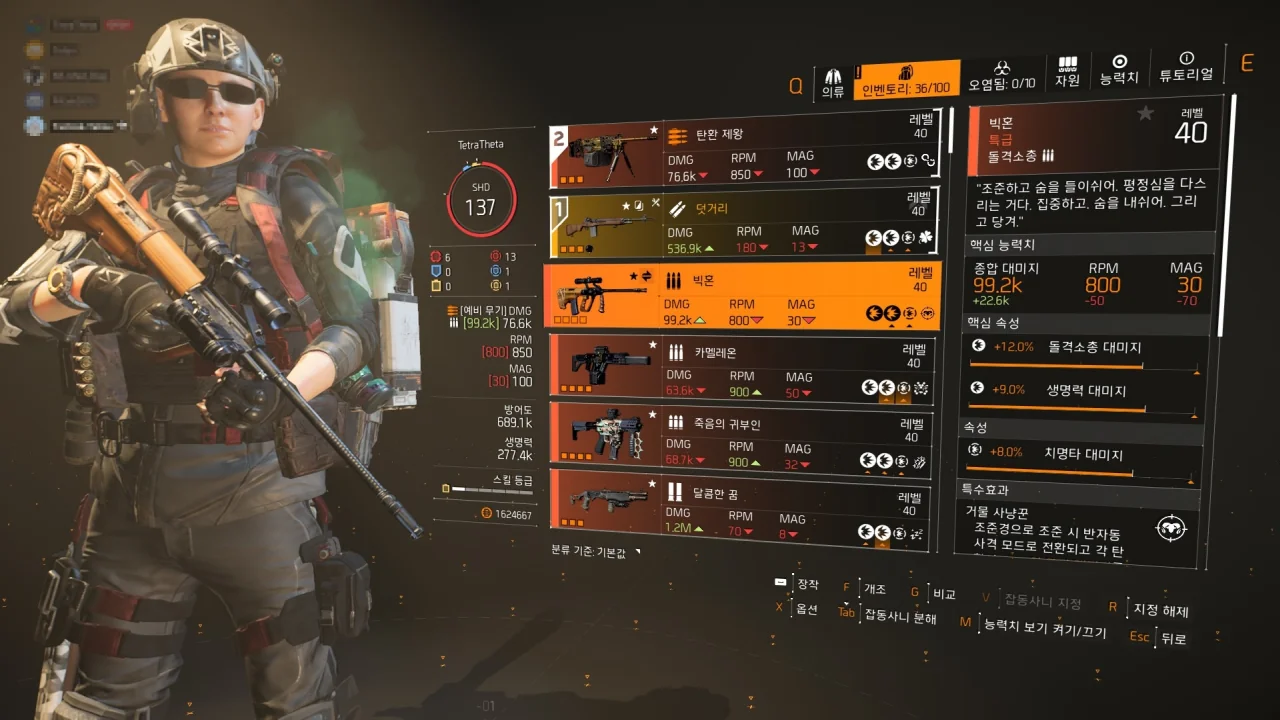 Q
의류
인벤토리: 36/100
오염됨: 0/10
자원
능력치
튜토리얼
E
TetraTheta
SHD
137
6
13
0
1
0
1
[예비 무기] DMG
[99.2k] 76.6k
RPM
[800] 850
MAG
[30] 100
방어도
689.1k
생명력
277.4k
스킬 등급
1624667
2
탄환 제왕
레벨
40
DMG
RPM
MAG
76.6k
850
100
1
덧거리
레벨
40
DMG
RPM
MAG
536.9k
180
13
빅혼
레벨
40
DMG
RPM
MAG
99.2k
800
30
카멜레온
레벨
40
DMG
RPM
MAG
63.6k
900
50
죽음의 귀부인
레벨
40
DMG
RPM
MAG
68.7k
900
32
달콤한 꿈
레벨
40
DMG
RPM
MAG
1.2M
70
8
분류 기준: 기본값
빅혼
특급
돌격소총
레벨
40
"조준하고 숨을 들이쉬어. 평정심을 다스
리는 거다. 집중하고, 숨을 내쉬어. 그리
고 당겨."
핵심 능력치
종합 대미지
RPM
MAG
99.2k
800
30
+22.6k
-50
-70
핵심 속성
+12.0% 돌격소총 대미지
+9.0% 생명력 대미지
속성
+8.0% 치명타 대미지
특수효과
거물 사냥꾼
조준경으로 조준 시 반자동
사격 모드로 전환되고 각 탄
장착
F 개조
G 비교
V 잡동사니 지정
R 지정 해제
X 옵션
Tab 잡동사니 분해
M 능력치 보기 켜기/끄기
Esc 뒤로
-01